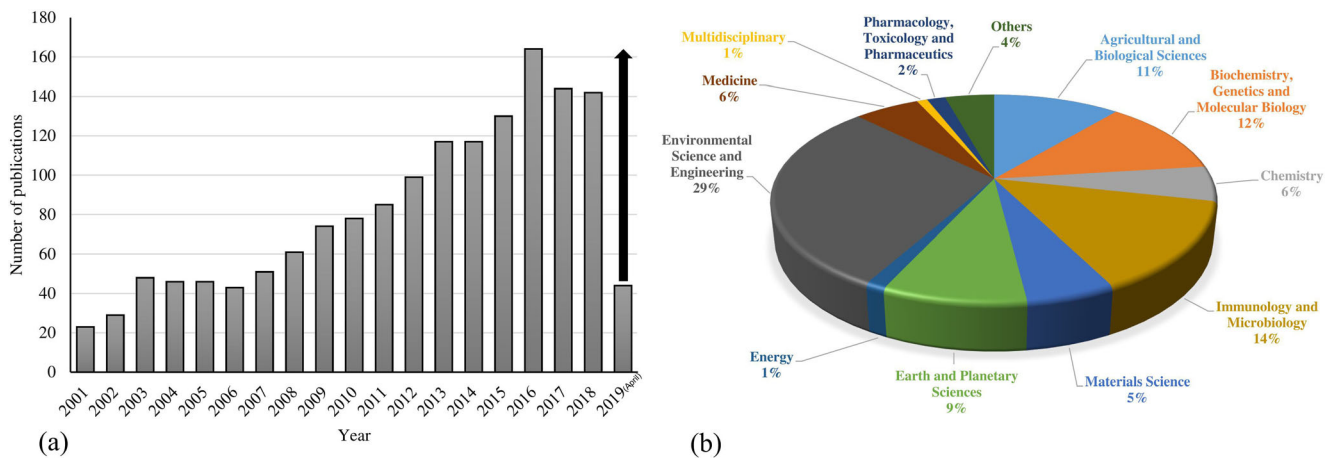 Number of publications
180
160
140
120
100
80
60
40
20
0
2001
2002
2003
2004
2005
2006
2007
2008
2009
2010
2011
2012
2013
2014
2015
2016
2017
2018
2019(April)
Year
(a)
Multidisciplinary
1%
Pharmacology,
Toxicology and
Pharmaceutics
2%
Others
4%
Agricultural and
Biological Sciences
11%
Biochemistry,
Genetics and
Molecular Biology
12%
Medicine
6%
Environmental
Science and
Engineering
29%
Chemistry
6%
Immunology and
Microbiology
14%
Energy
1%
Earth and Planetary
Sciences
9%
Materials Science
5%
(b)